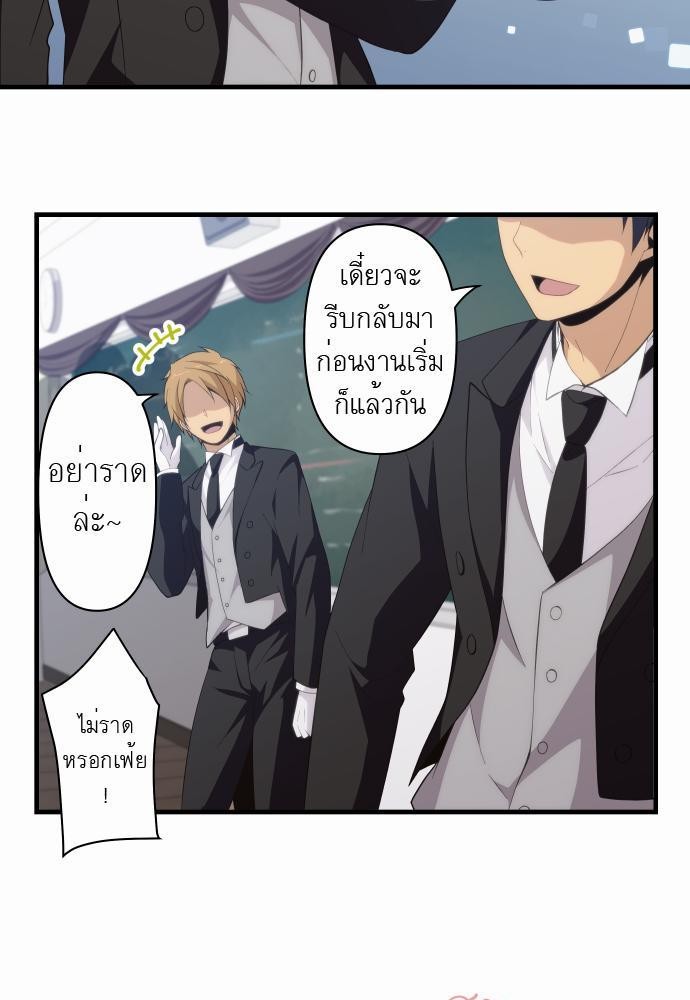 เดี๋ยวจะ
รีบกลับมา
ก่อนงานเริ่ม
ก็แล้วกัน
อย่าราด
ล่ะ~
ไม่ราด
หรอกเฟ้ย
!